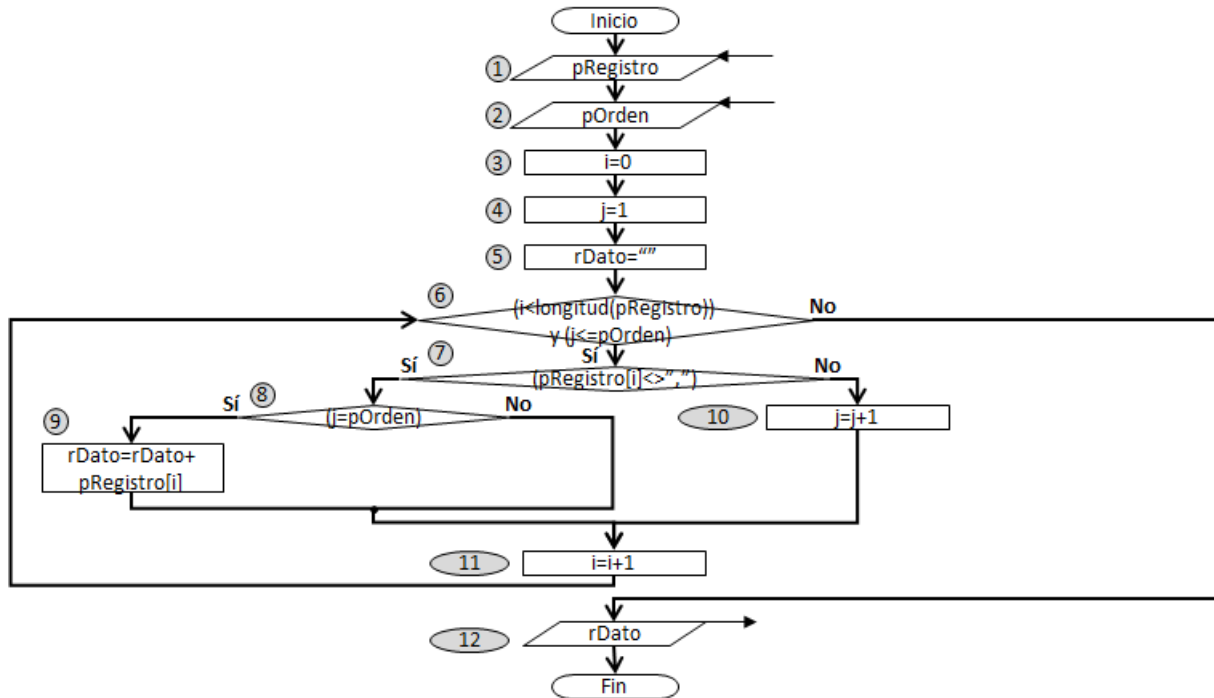 Inicio
1 pRegistro
2 pOrden
3 i=0
4 j=1
5 rDato=“”
6 (i<longitud(pRegistro)) No
y (j<=pOrden)
7 Sí Sí No
(pRegistro[i]<>”,”)
8 Sí (j=pOrden) No
10 j=j+1
9 rDato=rDato+
pRegistro[i]
11 i=i+1
12 rDato
Fin